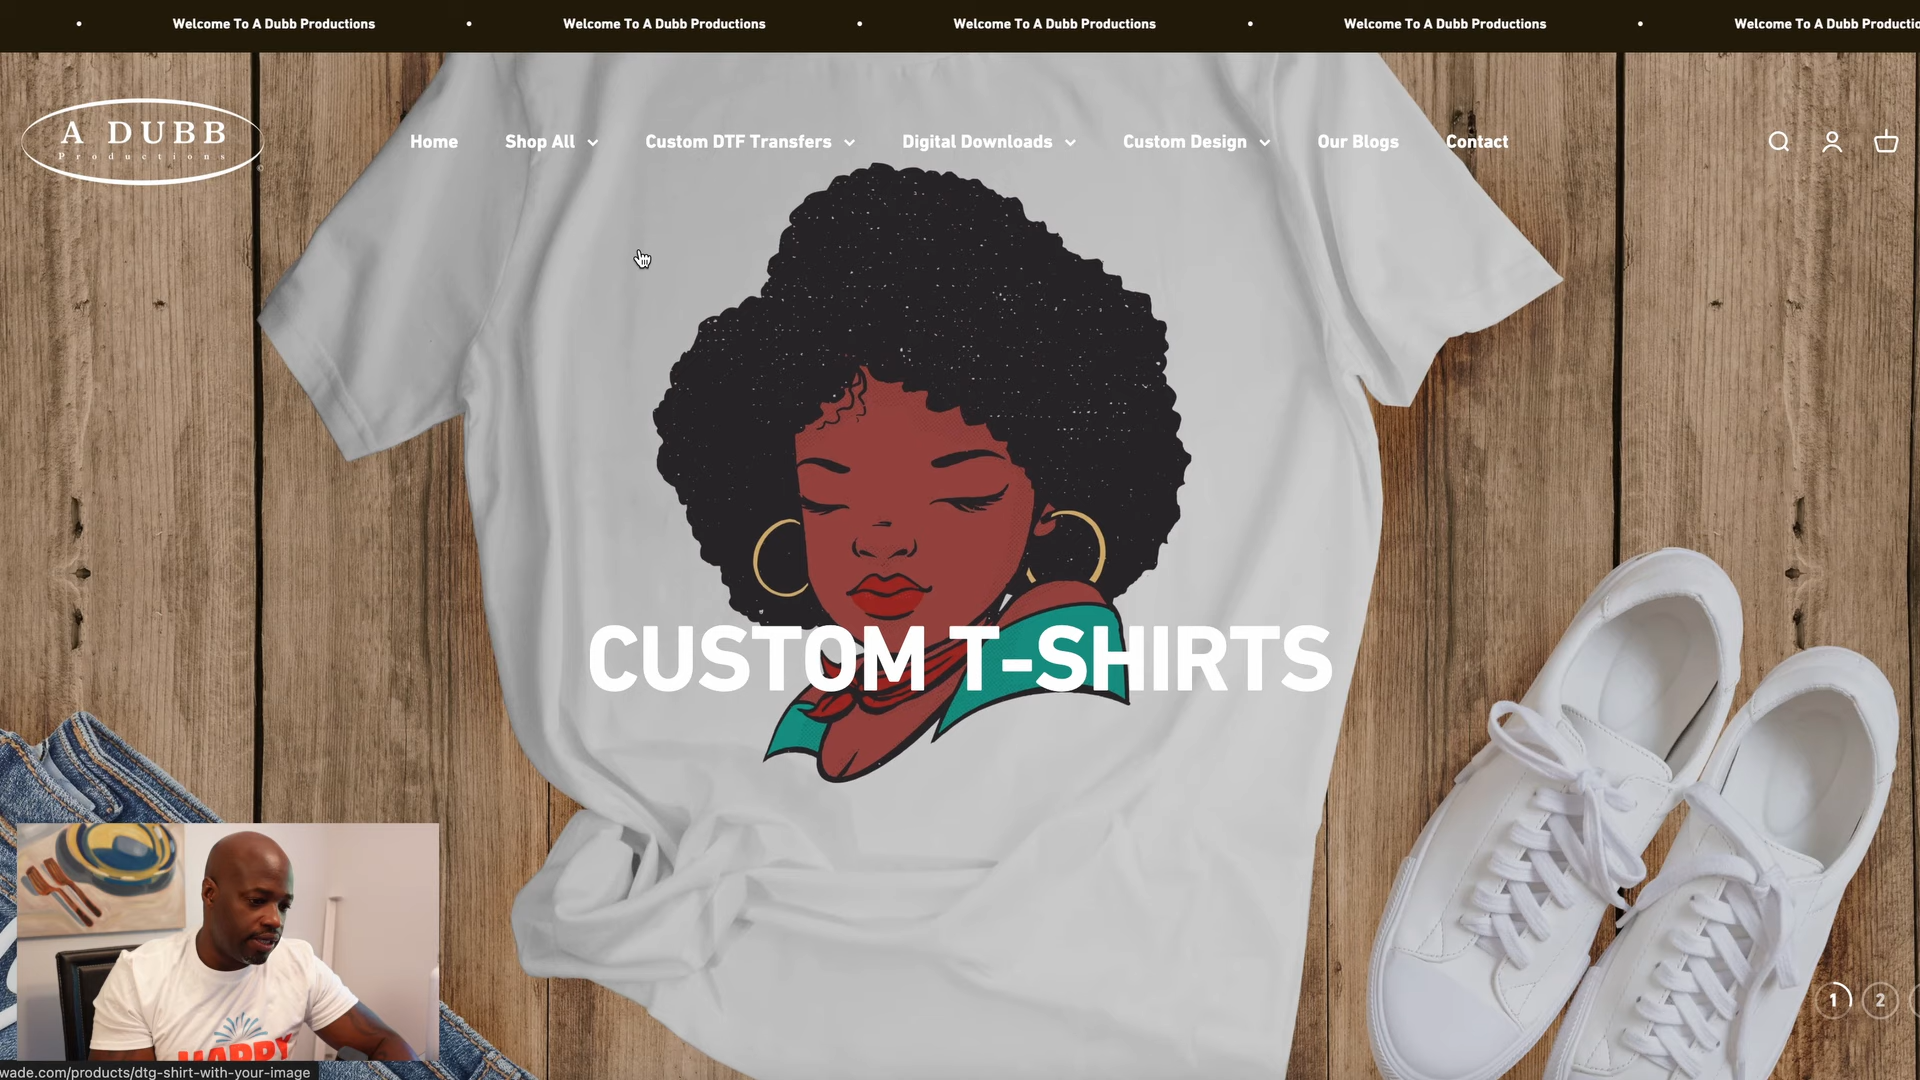 Welcome To A Dubb Productions • Welcome To A Dubb Productions • Welcome To A Dubb Productions • Welcome To A Dubb Productions • Welcome To A Dubb
A DUBB
Productions
Home Shop All Custom DTF Transfers Digital Downloads Custom Design Our Blogs Contact
CUSTOM T-SHIRTS
HAPPY
1 2
wade.com/products/dtg-shirt-with-your-image